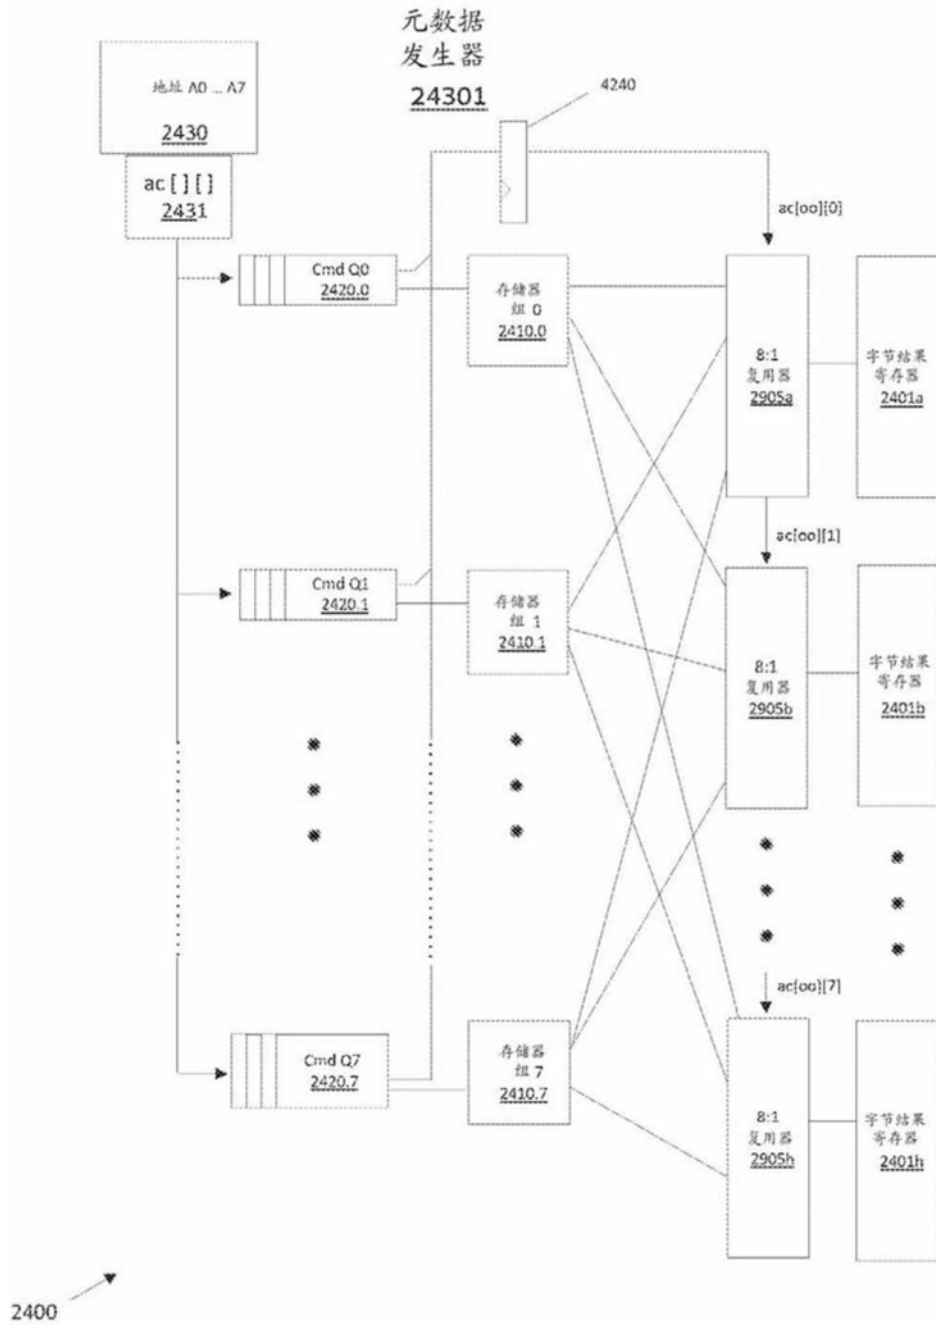 元数据
发生器
24301
4240
地址 A0 ... A7
2430
ac [ ] [ ]
2431
ac[oo][0]
Cmd Q0
2420.0
存储器
组 0
2410.0
8:1
复用器
2905a
字节结果
寄存器
2401a
ac[oo][1]
Cmd Q1
2420.1
存储器
组 1
2410.1
8:1
复用器
2905b
字节结果
寄存器
2401b
ac[oo][7]
Cmd Q7
2420.7
存储器
组 7
2410.7
8:1
复用器
2905h
字节结果
寄存器
2401h
2400